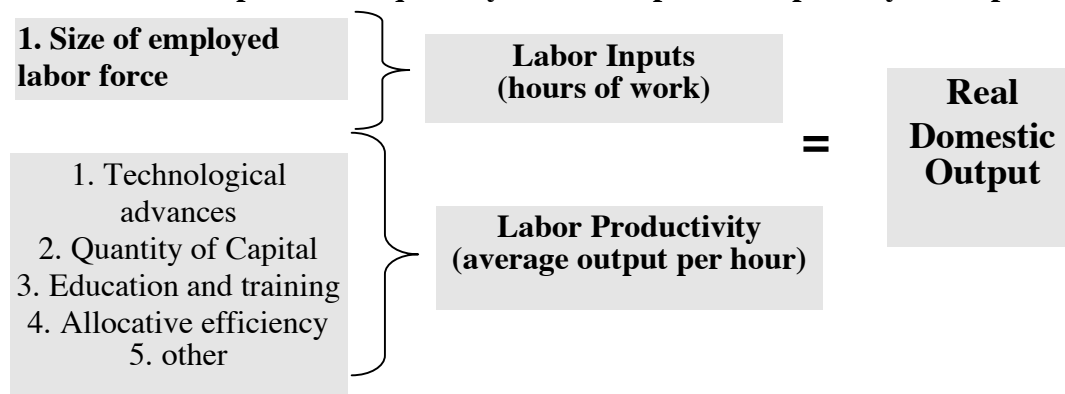 1. Size of employed
labor force
Labor Inputs
(hours of work)
=
Real
Domestic
Output
1. Technological
advances
2. Quantity of Capital
3. Education and training
4. Allocative efficiency
5. other
Labor Productivity
(average output per hour)